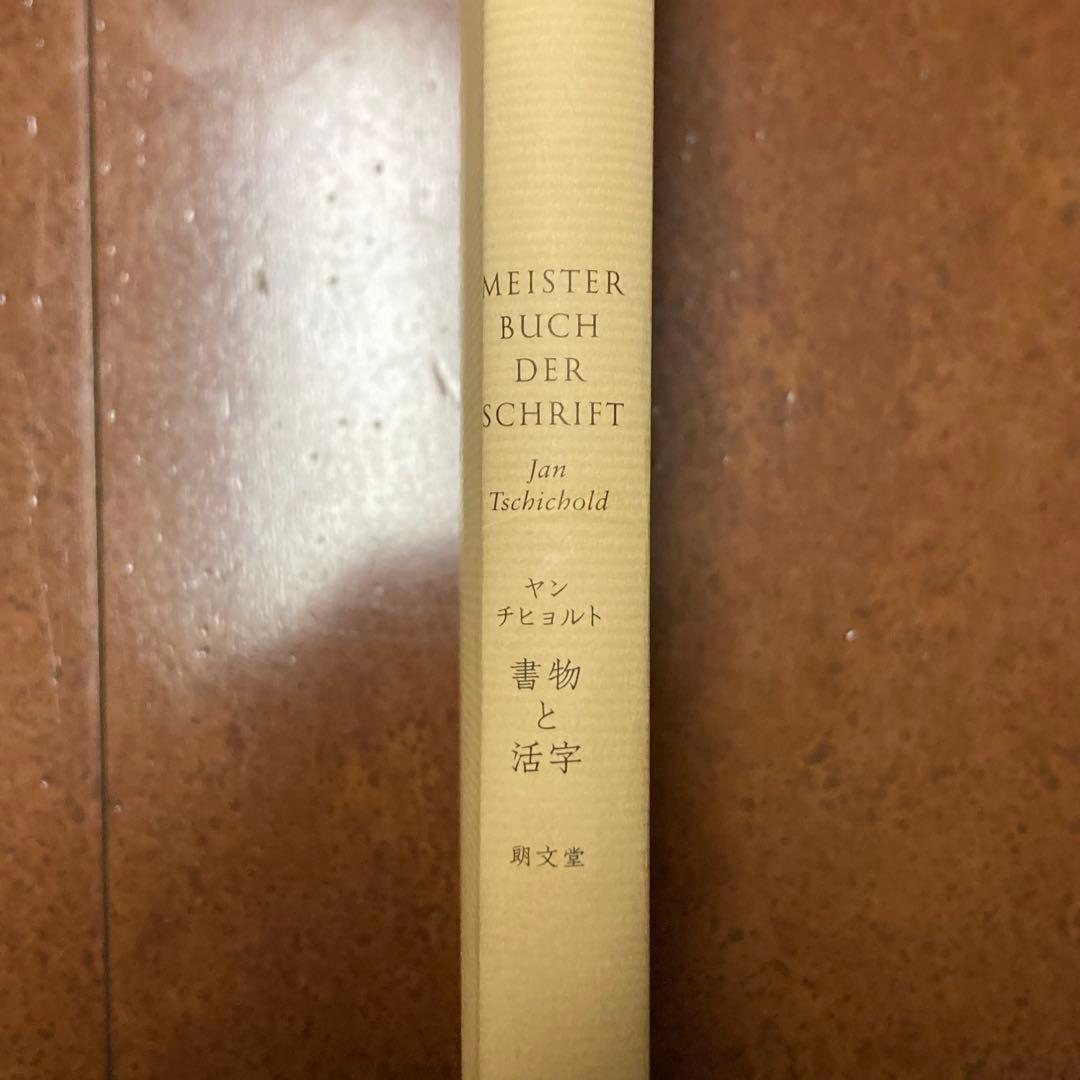 MEISTER
BUCH
DER
SCHRIFT
Jan
Tschichold
ヤン
チヒョルト
書物
と
活字
朗文堂